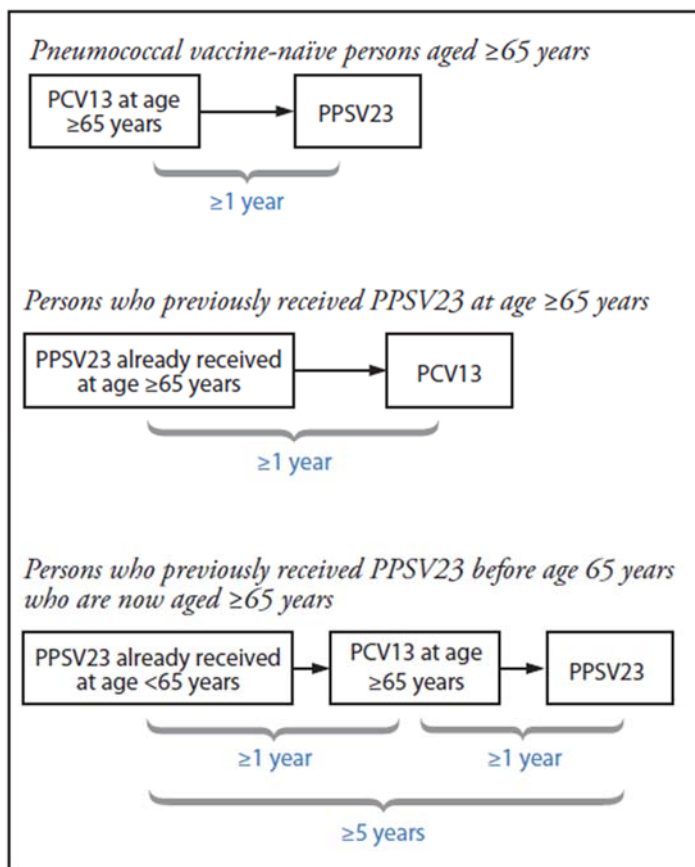 Pneumococcal vaccine-naïve persons aged ≥65 years
PCV13 at age
≥65 years
PPSV23
≥1 year
Persons who previously received PPSV23 at age ≥65 years
PPSV23 already received
at age ≥65 years
PCV13
≥1 year
Persons who previously received PPSV23 before age 65 years
who are now aged ≥65 years
PPSV23 already received
at age <65 years
PCV13 at age
≥65 years
PPSV23
≥1 year
≥1 year
≥5 years